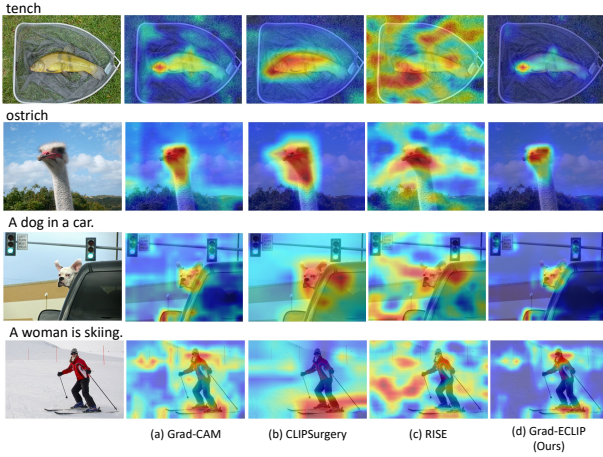 tench
ostrich
A dog in a car.
A woman is skiing.
(a) Grad-CAM
(b) CLIPSurgery
(c) RISE
(d) Grad-ECLIP
(Ours)